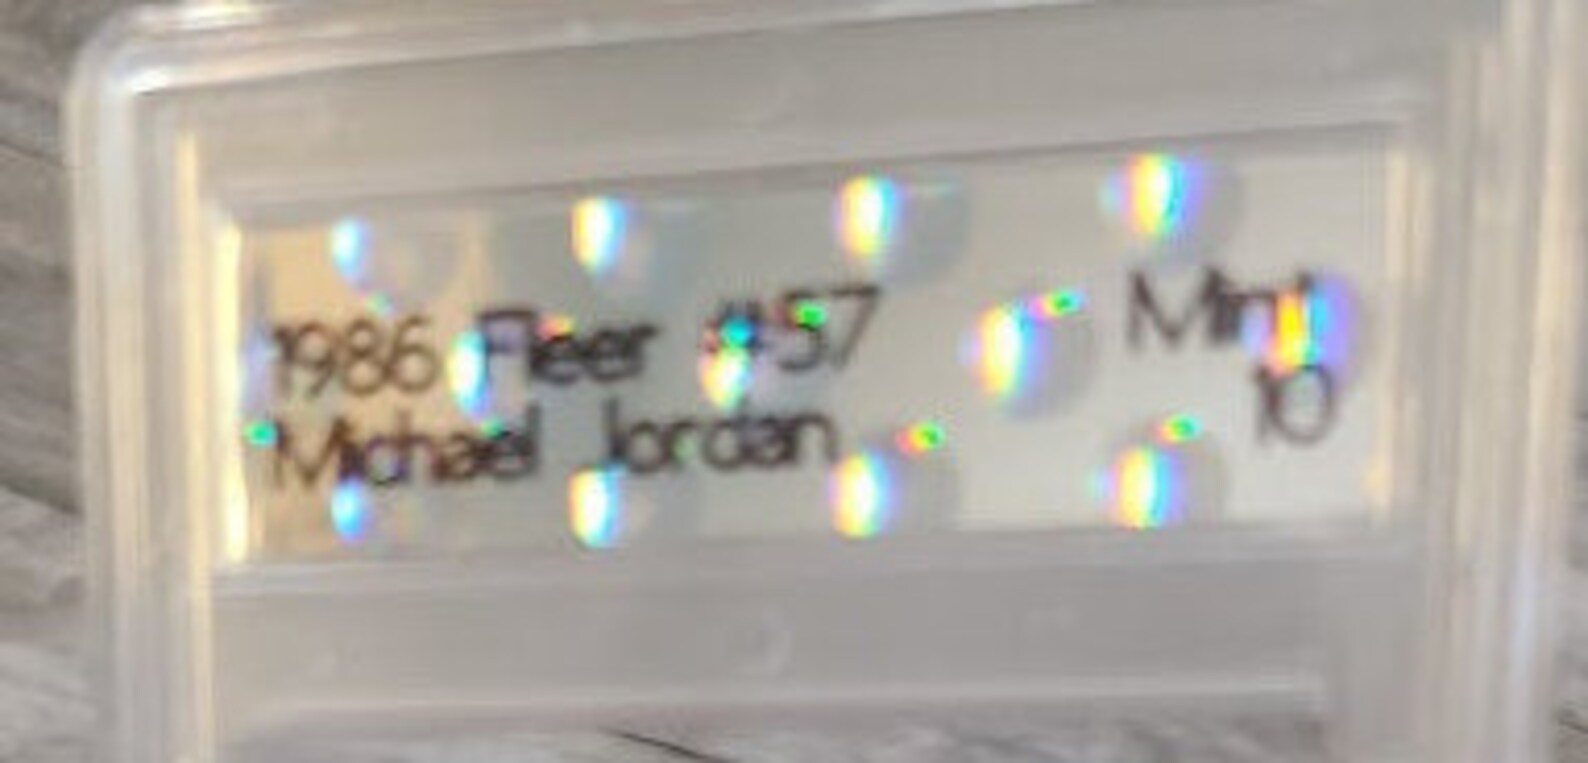 1986 Fleer #57 Mint
Michael Jordan 10